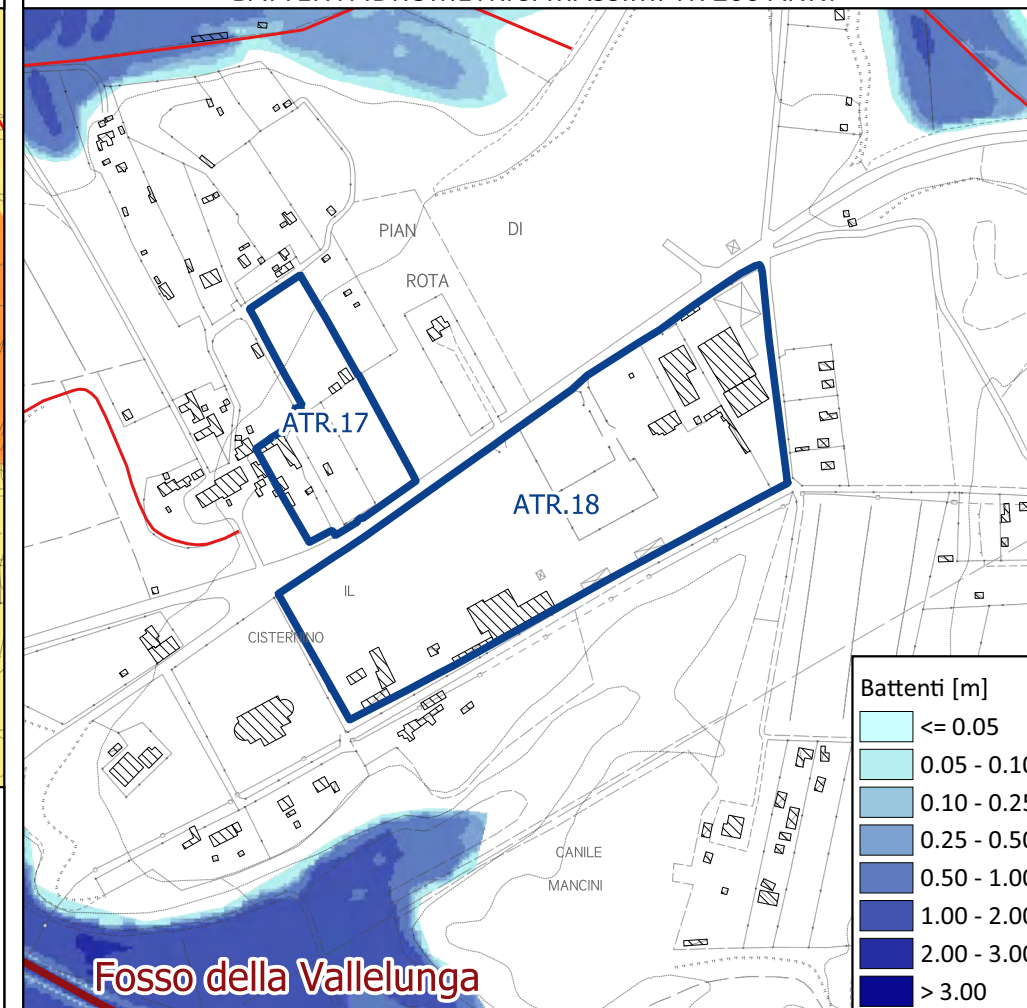 PIAN DI
ROTA
ATR.17
ATR.18
IL
CISTERNINO
CANILE
MANCINI
Fosso della Vallelunga
Battenti [m]
<= 0.05
0.05 - 0.10
0.10 - 0.25
0.25 - 0.50
0.50 - 1.00
1.00 - 2.00
2.00 - 3.00
> 3.00